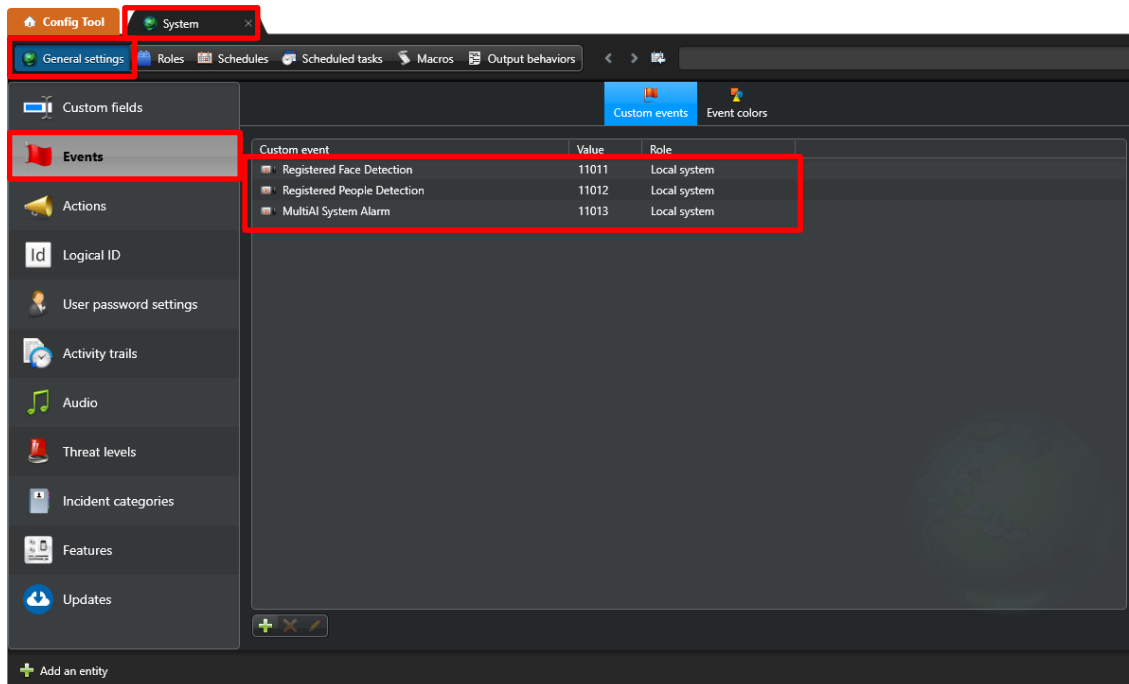 Config Tool
System
General settings
Roles
Schedules
Scheduled tasks
Macros
Output behaviors
Custom fields
Events
Actions
Id
Logical ID
User password settings
Activity trails
Audio
Threat levels
Incident categories
Features
Updates
Custom events
Event colors
Custom event Value Role
Registered Face Detection 11011 Local system
Registered People Detection 11012 Local system
MultiAI System Alarm 11013 Local system
Add an entity